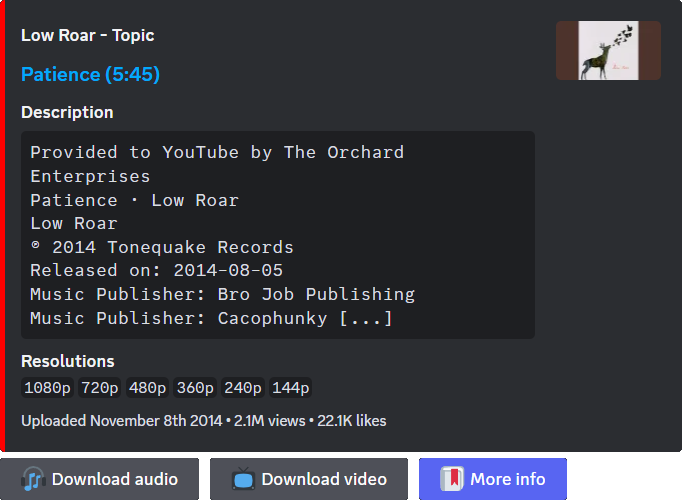 Low Roar - Topic
Patience (5:45)
Description
Provided to YouTube by The Orchard
Enterprises
Patience · Low Roar
Low Roar
℗ 2014 Tonequake Records
Released on: 2014-08-05
Music Publisher: Bro Job Publishing
Music Publisher: Cacophunky [...]
Resolutions
1080p 720p 480p 360p 240p 144p
Uploaded November 8th 2014 • 2.1M views • 22.1K likes
Download audio Download video More info